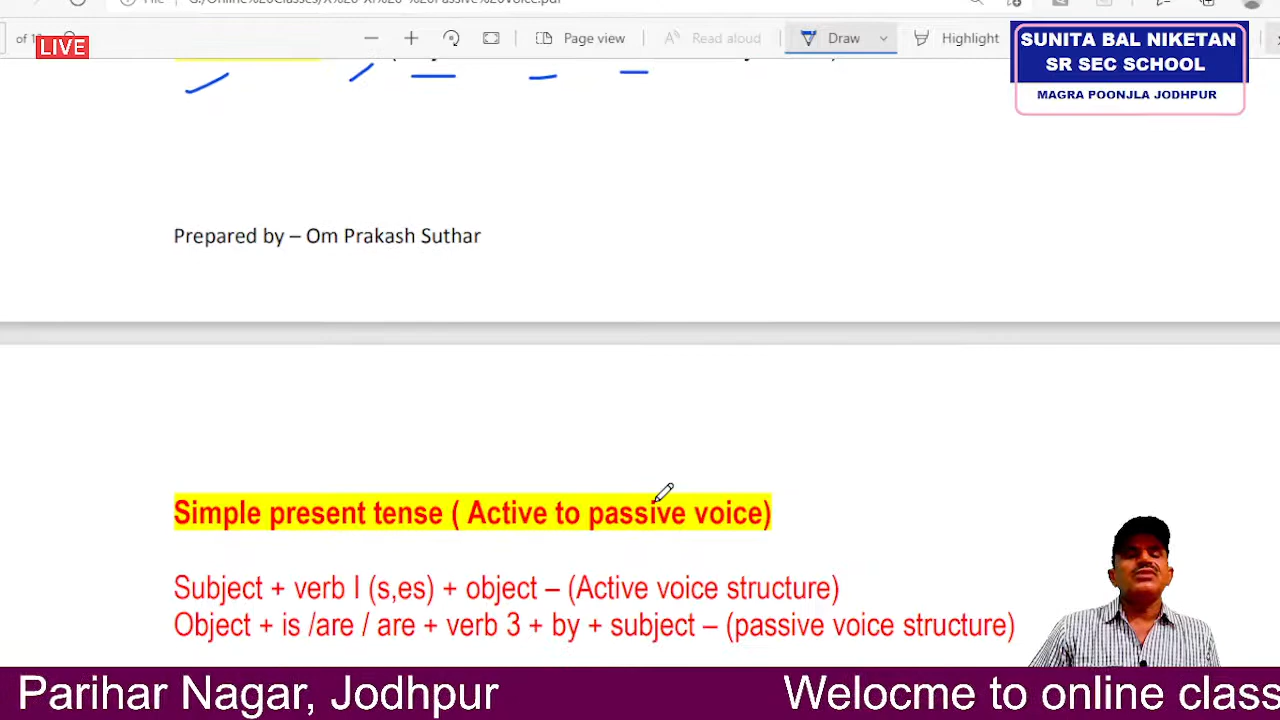 of 1
LIVE
Page view
Read aloud
Draw
Highlight
SUNITA BAL NIKETAN
SR SEC SCHOOL
MAGRA POONJLA JODHPUR
Prepared by – Om Prakash Suthar
Simple present tense ( Active to passive voice)
Subject + verb I (s,es) + object – (Active voice structure)
Object + is /are / are + verb 3 + by + subject – (passive voice structure)
Parihar Nagar, Jodhpur
Welocme to online class